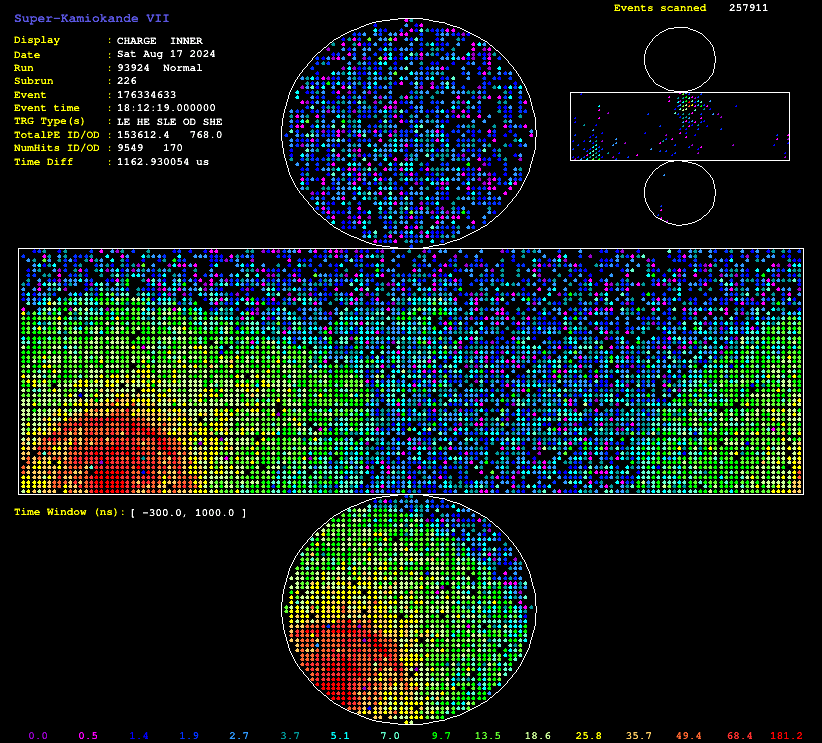 Super-Kamiokande VII
Events scanned 257911
Display : CHARGE INNER
Date : Sat Aug 17 2024
Run : 93924 Normal
Subrun : 226
Event : 176334633
Event time : 18:12:19.000000
TRG Type(s) : LE HE SLE OD SHE
TotalPE ID/OD : 153612.4 768.0
NumHits ID/OD : 9549 170
Time Diff : 1162.930054 us
Time Window (ns): [ -300.0, 1000.0 ]
0.0 0.5 1.4 1.9 2.7 3.7 5.1 7.0 9.7 13.5 18.6 25.8 35.7 49.4 68.4 181.2